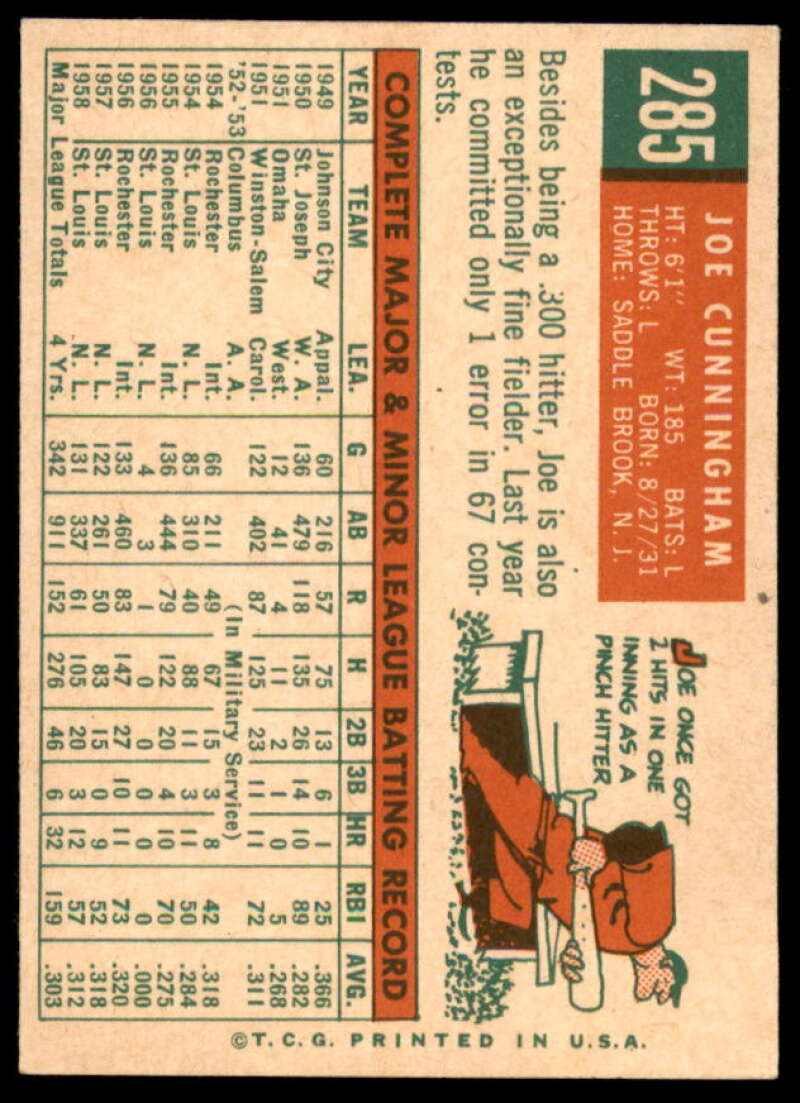 285
JOE CUNNINGHAM
HT: 6'1" WT: 185 BATS: L
THROWS: L BORN: 8/27/31
HOME: SADDLE BROOK, N. J.
Besides being a .300 hitter, Joe is also
an exceptionally fine fielder. Last year
he committed only 1 error in 67 con-
tests.
JOE ONCE GOT
2 HITS IN ONE
INNING AS A
PINCH HITTER
COMPLETE MAJOR & MINOR LEAGUE BATTING RECORD
YEAR TEAM LEA. G AB R H 2B 3B HR RBI AVG.
1949 Johnson City Appal. 60 216 57 75 13 6 1 25 .366
1950 St. Joseph W. A. 136 479 118 135 26 14 10 89 .282
1951 Omaha West. 12 41 4 11 2 1 0 5 .268
1951 Winston-Salem Carol. 122 402 87 125 23 11 11 72 .311
'52-'53 Columbus A. A. (In Military Service)
1954 Rochester Int. 66 211 49 67 15 3 8 42 .318
1954 St. Louis N. L. 85 310 40 88 11 3 11 50 .284
1955 Rochester Int. 136 444 79 122 20 4 10 70 .275
1956 St. Louis N. L. 4 3 1 0 0 0 0 0 .000
1956 Rochester Int. 133 460 83 147 27 10 11 73 .320
1957 St. Louis N. L. 122 261 50 83 15 0 9 52 .318
1958 St. Louis N. L. 131 337 61 105 20 3 12 57 .312
Major League Totals 4 Yrs. 342 911 152 276 46 6 32 159 .303
©T. C. G. PRINTED IN U.S.A.